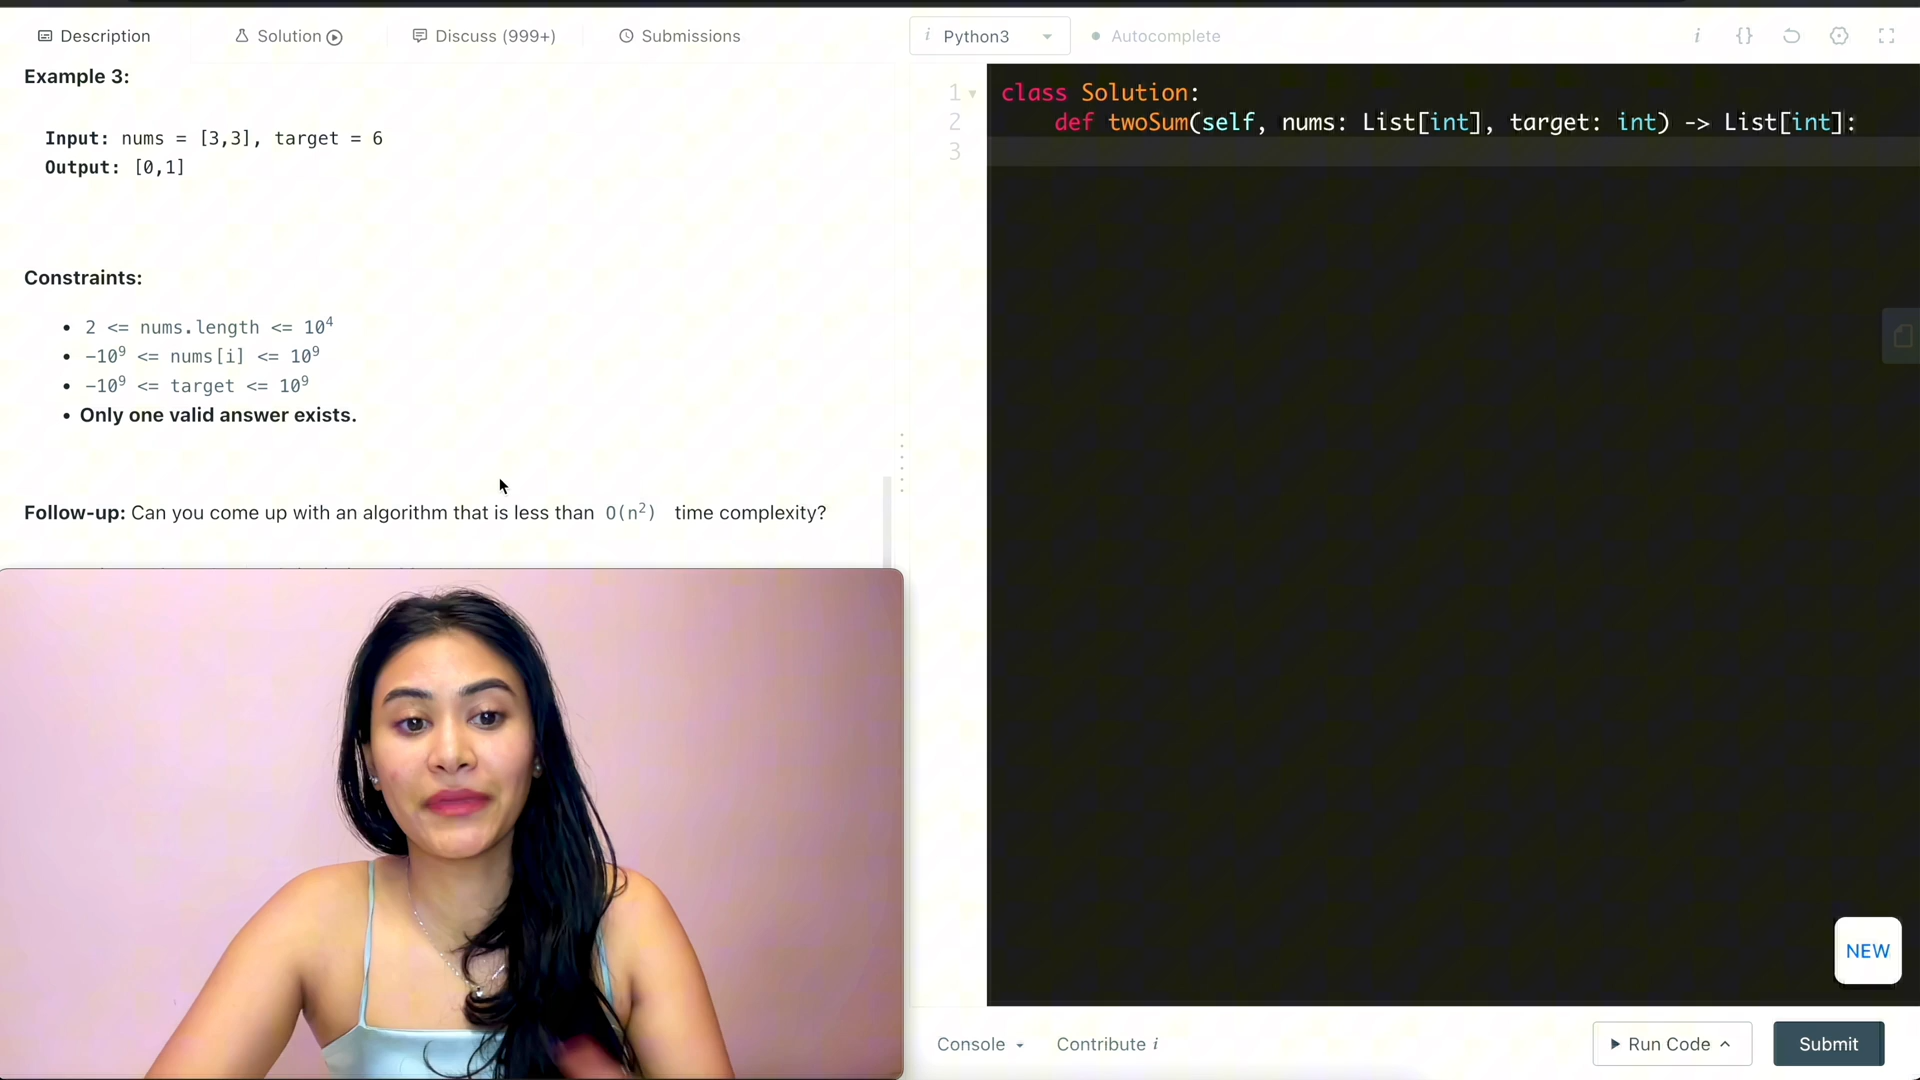 Description
Solution
Discuss (999+)
Submissions
i Python3
Autocomplete
i {}
Example 3:
Input: nums = [3,3], target = 6
Output: [0,1]
Constraints:
• 2 <= nums.length <= 10⁴
• -10⁹ <= nums[i] <= 10⁹
• -10⁹ <= target <= 10⁹
• Only one valid answer exists.
Follow-up: Can you come up with an algorithm that is less than O(n²) time complexity?
1 class Solution:
2 def twoSum(self, nums: List[int], target: int) -> List[int]:
3
NEW
Console
Contribute i
Run Code
Submit